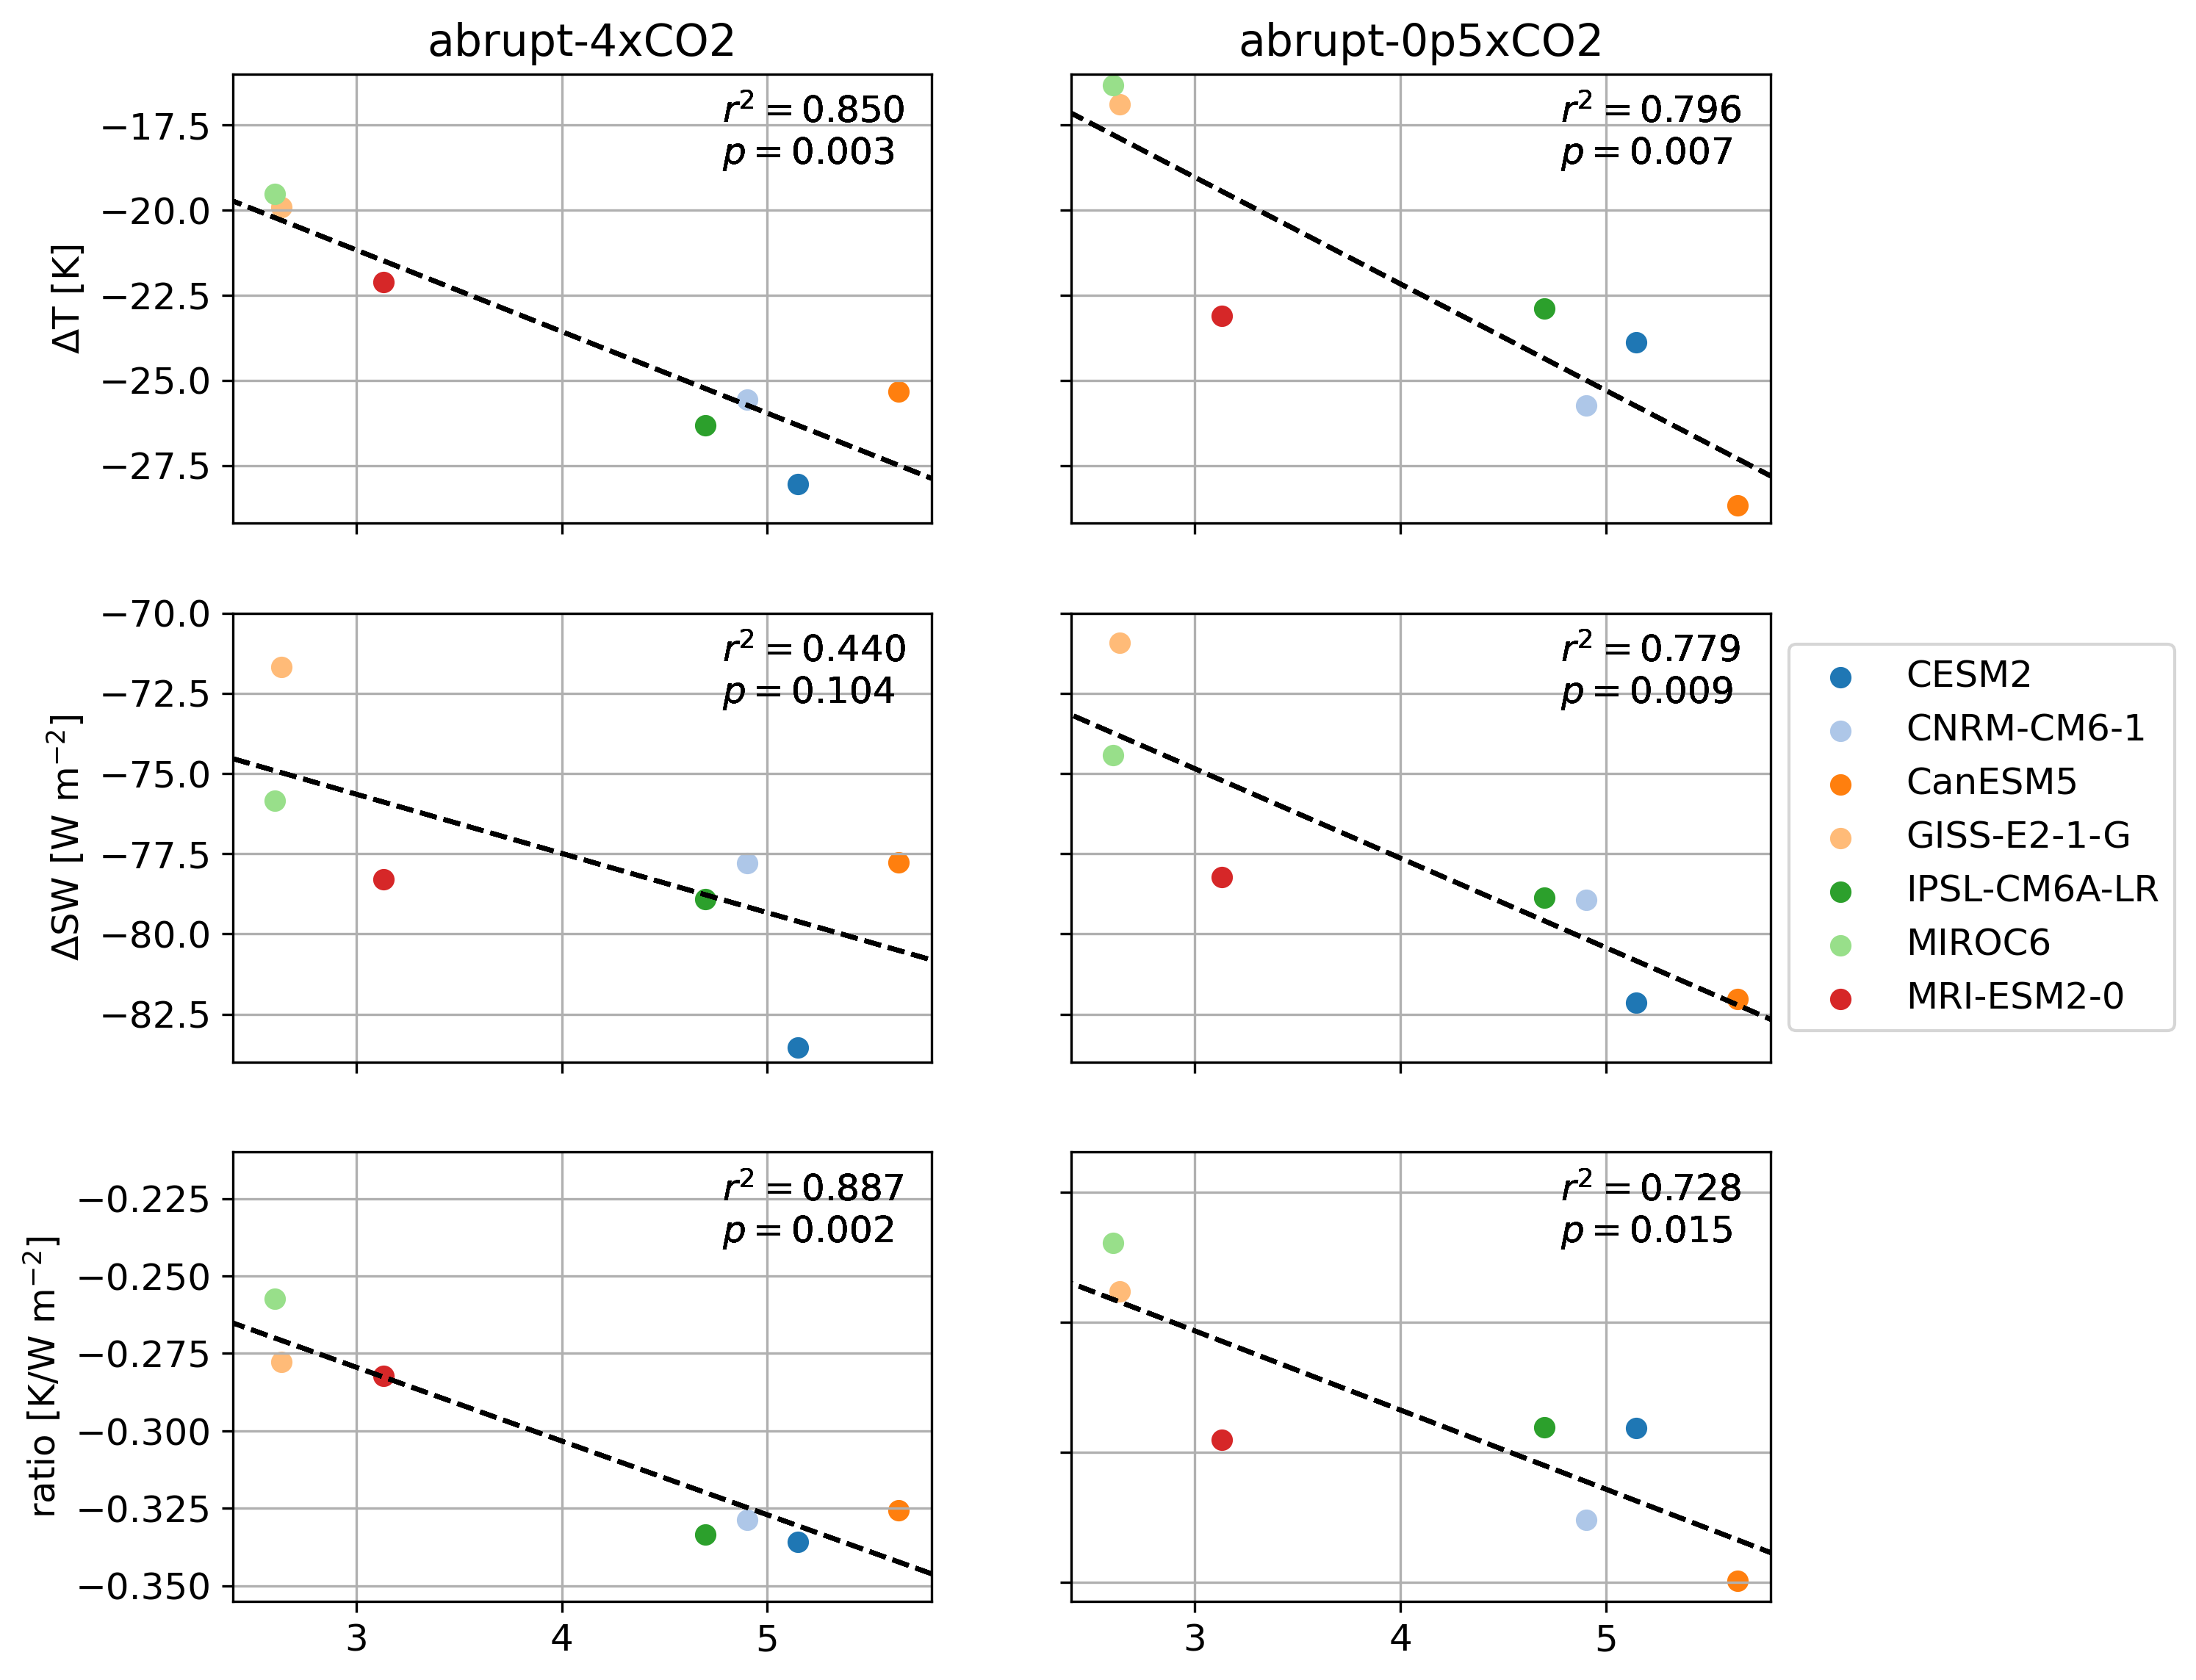 abrupt-4xCO2
abrupt-0p5xCO2
ΔT [K]
−17.5
−20.0
−22.5
−25.0
−27.5
r² = 0.850
p = 0.003
r² = 0.796
p = 0.007
ΔSW [W m⁻²]
−70.0
−72.5
−75.0
−77.5
−80.0
−82.5
r² = 0.440
p = 0.104
r² = 0.779
p = 0.009
CESM2
CNRM-CM6-1
CanESM5
GISS-E2-1-G
IPSL-CM6A-LR
MIROC6
MRI-ESM2-0
ratio [K/W m⁻²]
−0.225
−0.250
−0.275
−0.300
−0.325
−0.350
r² = 0.887
p = 0.002
r² = 0.728
p = 0.015
3 4 5
3 4 5